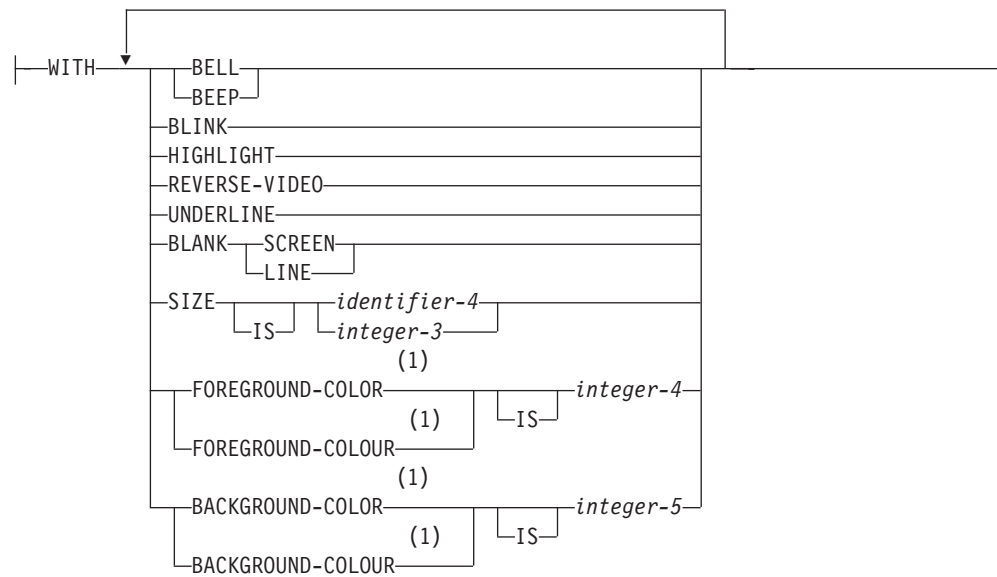 WITH BELL
BEEP
BLINK
HIGHLIGHT
REVERSE-VIDEO
UNDERLINE
BLANK SCREEN
LINE
SIZE identifier-4
IS integer-3
(1)
FOREGROUND-COLOR integer-4
(1) IS
FOREGROUND-COLOUR
(1)
BACKGROUND-COLOR integer-5
(1) IS
BACKGROUND-COLOUR